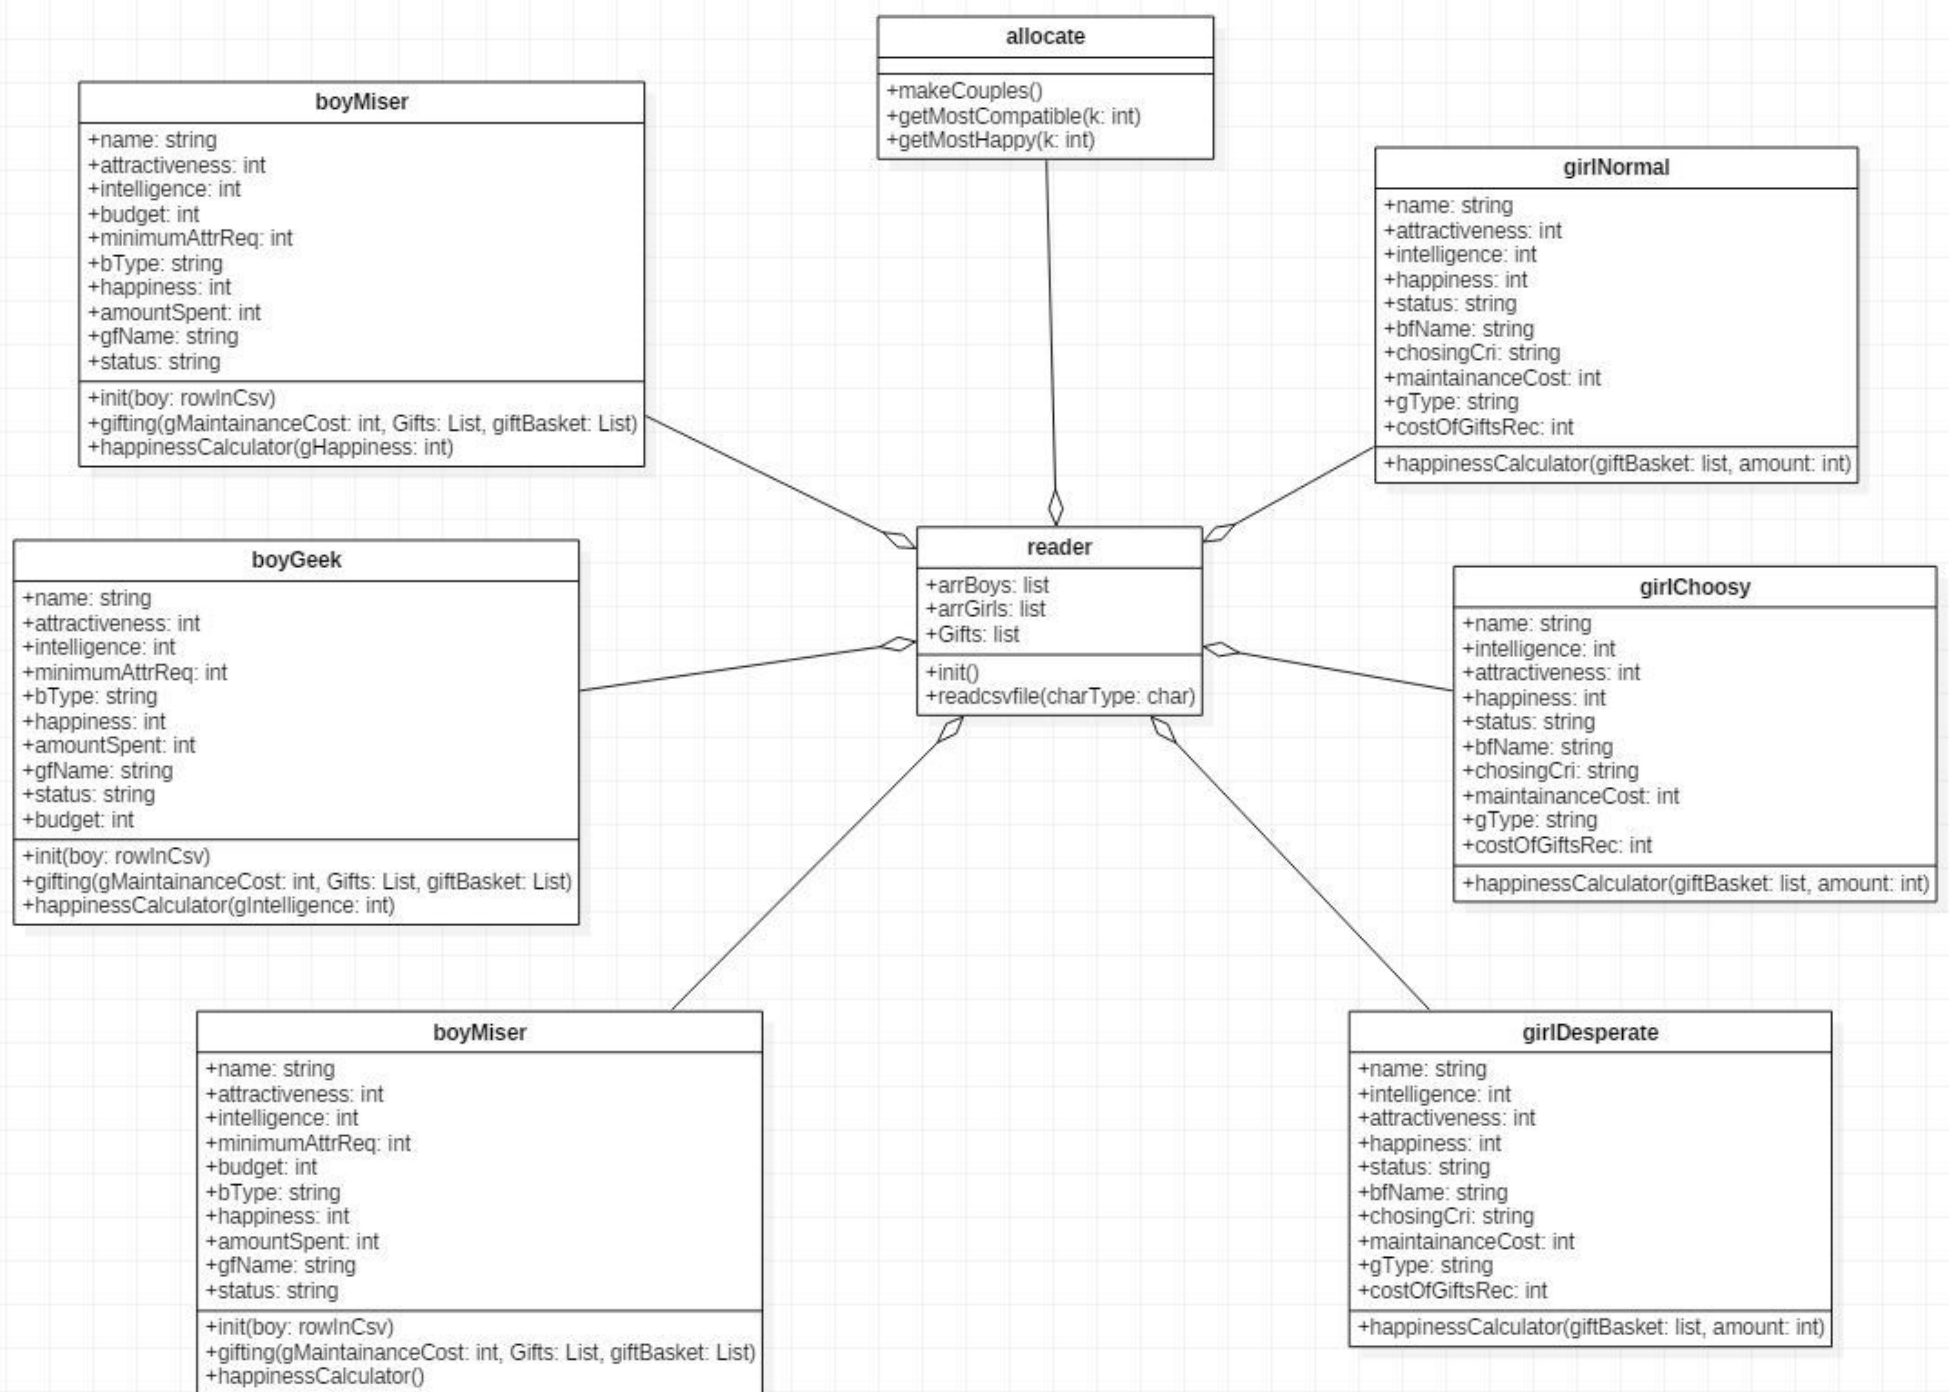 allocate
+makeCouples()
+getMostCompatible(k: int)
+getMostHappy(k: int)
boyMiser
+name: string
+attractiveness: int
+intelligence: int
+budget: int
+minimumAttrReq: int
+bType: string
+happiness: int
+amountSpent: int
+gfName: string
+status: string
+init(boy: rowInCsv)
+gifting(gMaintainanceCost: int, Gifts: List, giftBasket: List)
+happinessCalculator(gHappiness: int)
girlNormal
+name: string
+attractiveness: int
+intelligence: int
+happiness: int
+status: string
+bfName: string
+chosingCri: string
+maintainanceCost: int
+gType: string
+costOfGiftsRec: int
+happinessCalculator(giftBasket: list, amount: int)
reader
+arrBoys: list
+arrGirls: list
+Gifts: list
+init()
+readcsvfile(charType: char)
boyGeek
+name: string
+attractiveness: int
+intelligence: int
+minimumAttrReq: int
+bType: string
+happiness: int
+amountSpent: int
+gfName: string
+status: string
+budget: int
+init(boy: rowInCsv)
+gifting(gMaintainanceCost: int, Gifts: List, giftBasket: List)
+happinessCalculator(gIntelligence: int)
girlChoosy
+name: string
+intelligence: int
+attractiveness: int
+happiness: int
+status: string
+bfName: string
+chosingCri: string
+maintainanceCost: int
+gType: string
+costOfGiftsRec: int
+happinessCalculator(giftBasket: list, amount: int)
boyMiser
+name: string
+attractiveness: int
+intelligence: int
+minimumAttrReq: int
+budget: int
+bType: string
+happiness: int
+amountSpent: int
+gfName: string
+status: string
+init(boy: rowInCsv)
+gifting(gMaintainanceCost: int, Gifts: List, giftBasket: List)
+happinessCalculator()
girlDesperate
+name: string
+intelligence: int
+attractiveness: int
+happiness: int
+status: string
+bfName: string
+chosingCri: string
+maintainanceCost: int
+gType: string
+costOfGiftsRec: int
+happinessCalculator(giftBasket: list, amount: int)